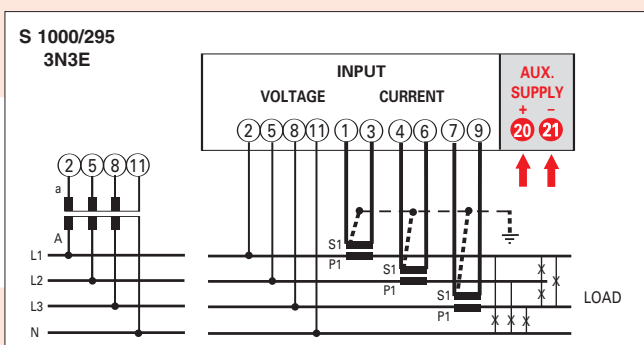 S 1000/295
3N3E
INPUT
VOLTAGE CURRENT
2 5 8 11 1 3 4 6 7 9
AUX.
SUPPLY
+ –
20 21
2 5 8 11
a
A
L1
L2
L3
N
S1
P1
S1
P1
S1
P1
X
X X
X
X X X
LOAD